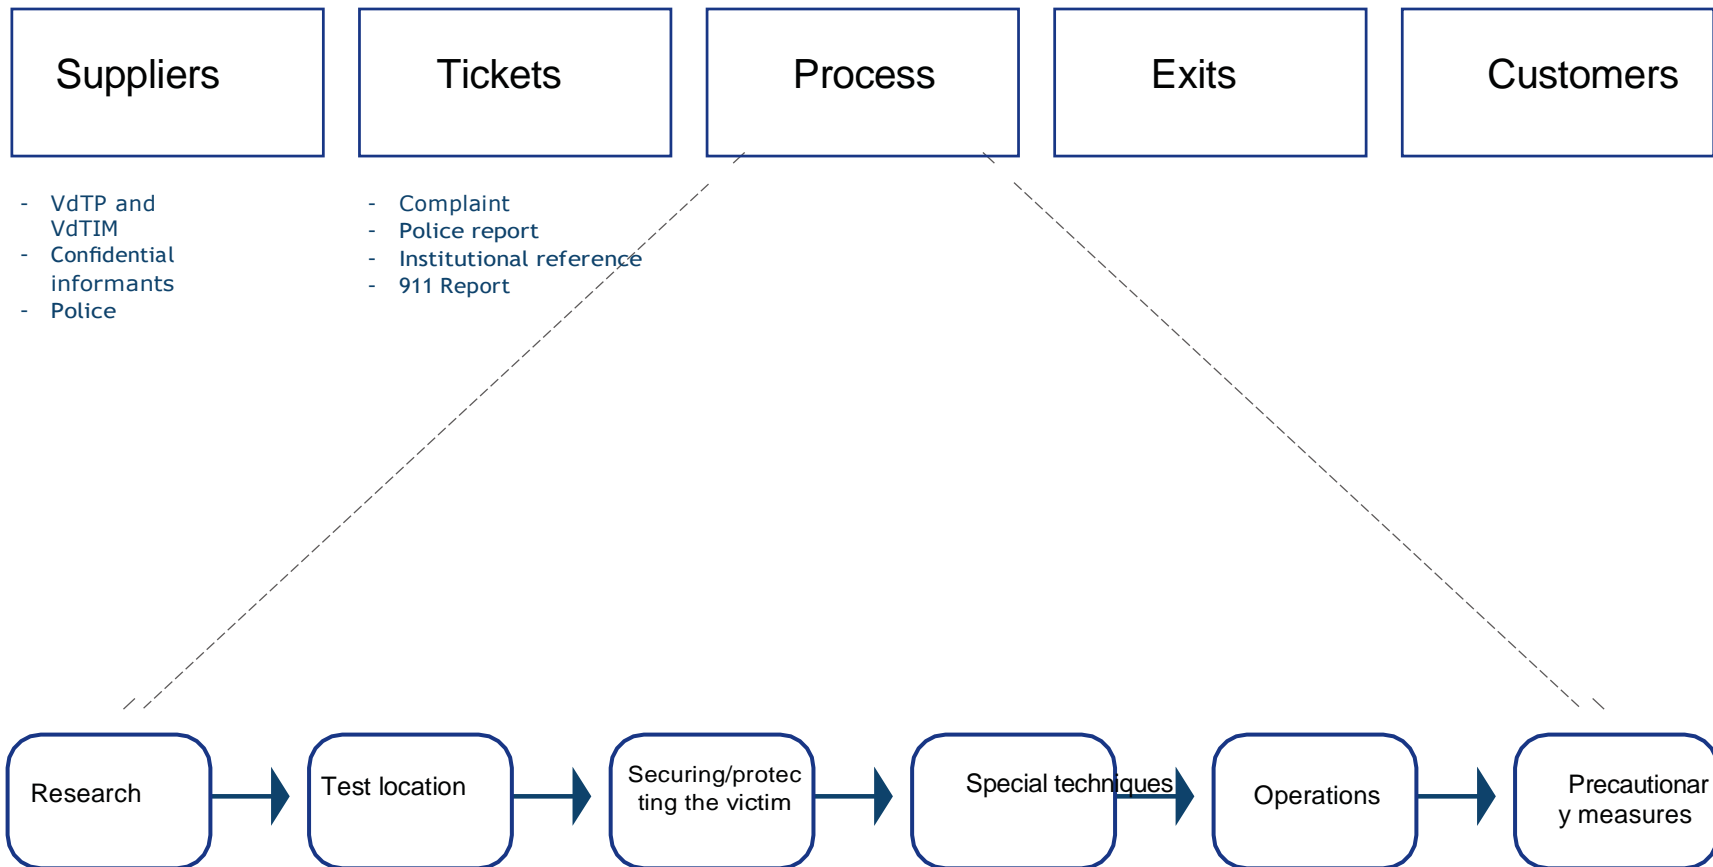 Suppliers
Tickets
Process
Exits
Customers
- VdTP and
VdTIM
- Confidential
informants
- Police
- Complaint
- Police report
- Institutional reference
- 911 Report
Research
Test location
Securing/protec
ting the victim
Special techniques
Operations
Precautionar
y measures